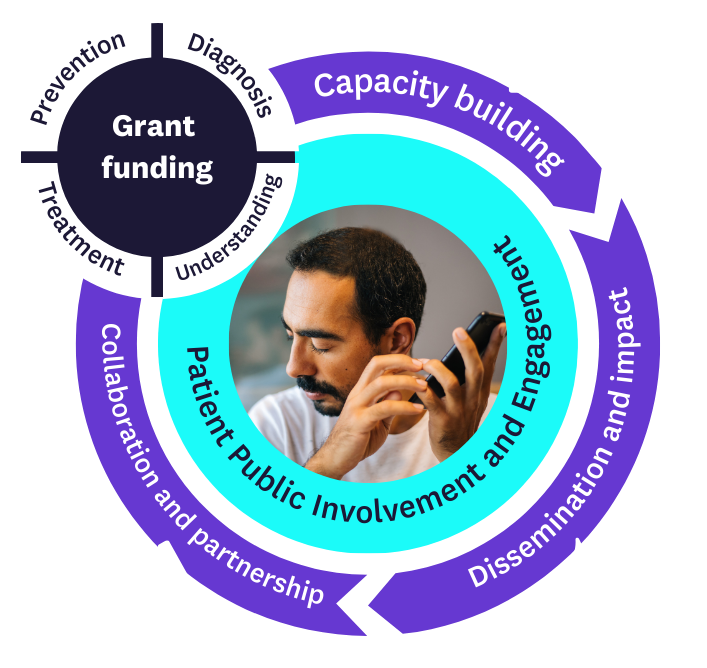 Prevention
Diagnosis
Grant
funding
Treatment
Understanding
Capacity building
Dissemination and impact
Collaboration and partnership
Patient Public Involvement and Engagement